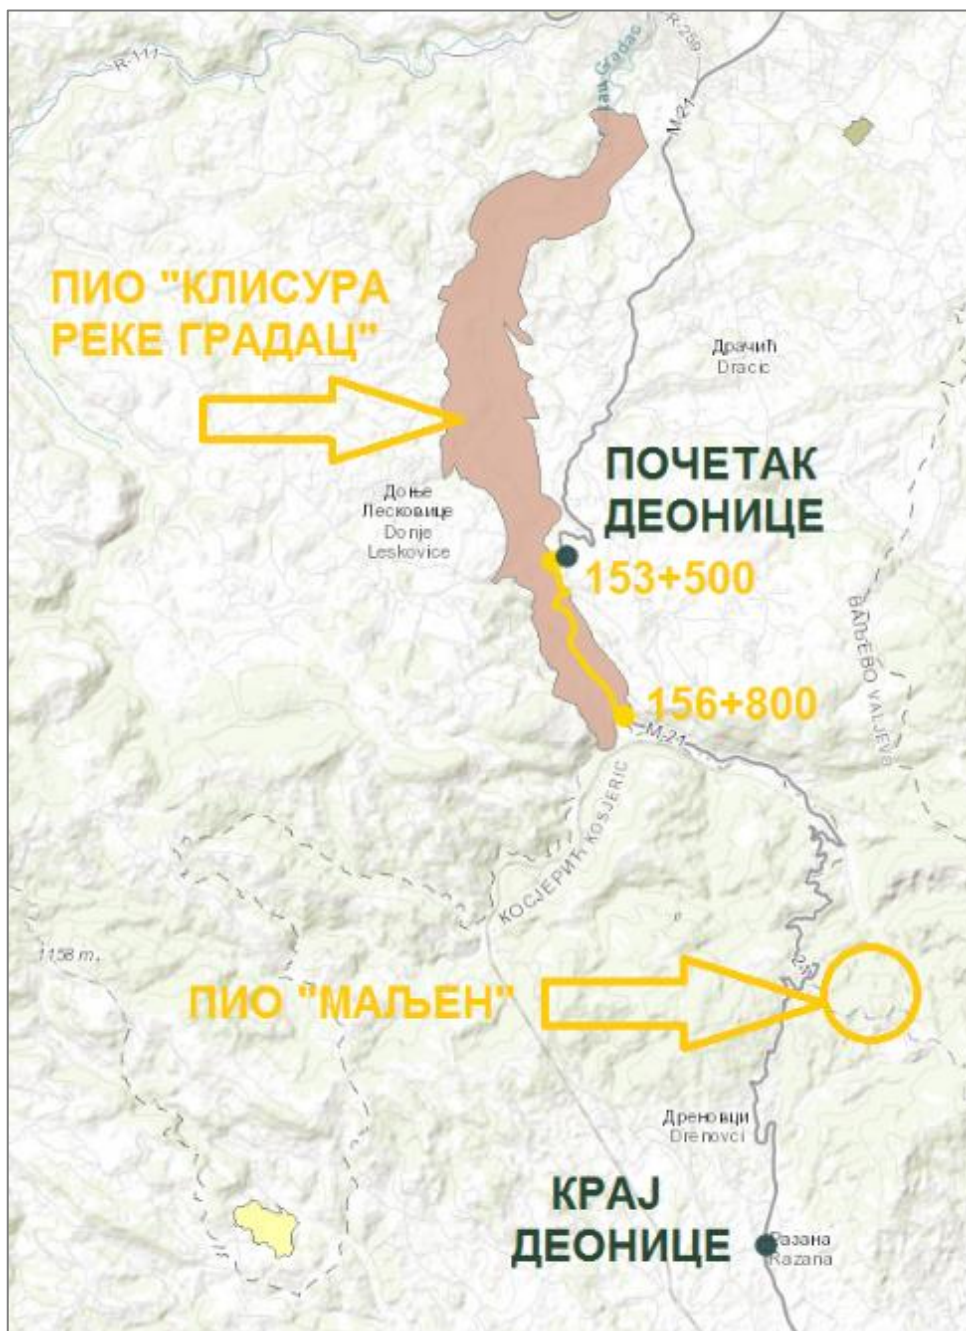 R-111
R-259
Gradac
M-21
ПИО "КЛИСУРА
РЕКЕ ГРАДАЦ"
Драчић
Dracic
ПОЧЕТАК
ДЕОНИЦЕ
Доње
Лесковице
Donje
Leskovice
153+500
ВАЉЕВО VALJEVO
156+800
M-21
КОСЈЕРИЋ KOSJERIC
1158 m.
ПИО "МАЉЕН"
Дреновци
Drenovci
КРАЈ
ДЕОНИЦЕ
Разана
Razana